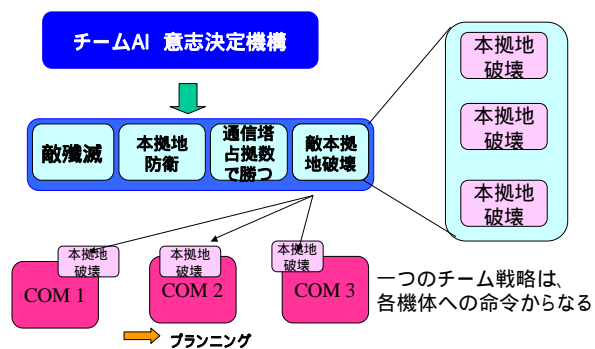 チームAI 意志決定機構
敵殲滅
本拠地
防衛
通信塔
占拠数
で勝つ
敵本拠
地破壊
本拠地
破壊
本拠地
破壊
本拠地
破壊
本拠地
破壊
COM 1
本拠地
破壊
COM 2
本拠地
破壊
COM 3
一つのチーム戦略は、
各機体への命令からなる
プランニング